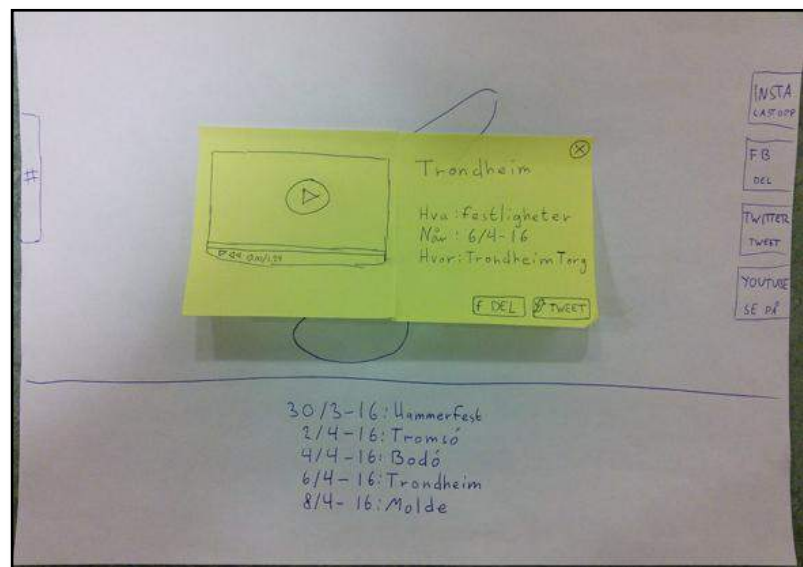 #
Trondheim
Hva: festligheter
Når: 6/4-16
Hvor: Trondheim Torg
f DEL
TWEET
INSTA
LAST OPP
FB
DEL
TWITTER
TWEET
YOUTUBE
SE PÅ
30/3-16: Hammerfest
2/4-16: Tromsó
4/4-16: Bodó
6/4-16: Trondheim
8/4-16: Molde